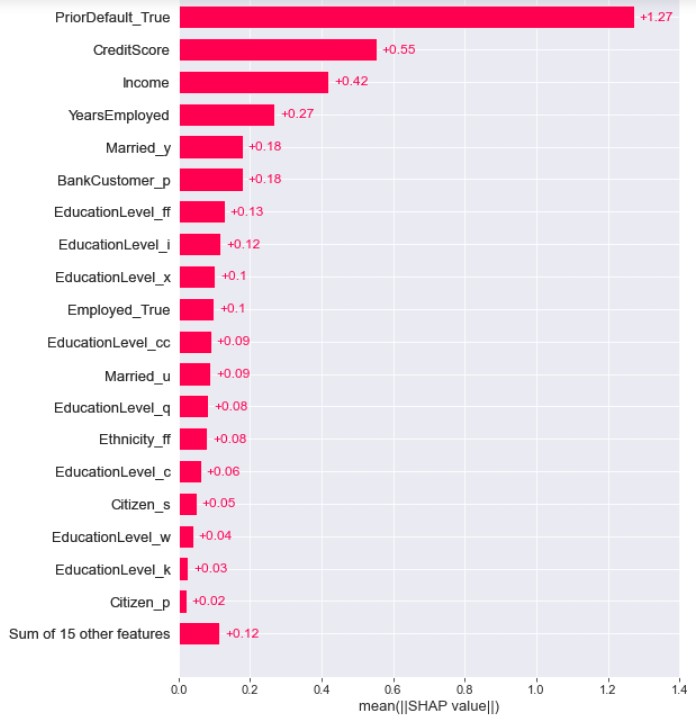 PriorDefault_True +1.27
CreditScore +0.55
Income +0.42
YearsEmployed +0.27
Married_y +0.18
BankCustomer_p +0.18
EducationLevel_ff +0.13
EducationLevel_i +0.12
EducationLevel_x +0.1
Employed_True +0.1
EducationLevel_cc +0.09
Married_u +0.09
EducationLevel_q +0.08
Ethnicity_ff +0.08
EducationLevel_c +0.06
Citizen_s +0.05
EducationLevel_w +0.04
EducationLevel_k +0.03
Citizen_p +0.02
Sum of 15 other features +0.12
0.0 0.2 0.4 0.6 0.8 1.0 1.2 1.4
mean(||SHAP value||)